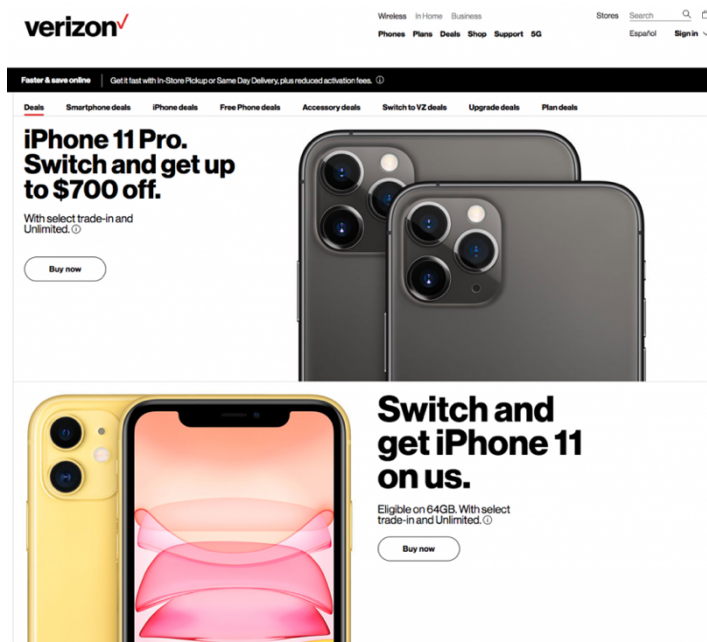 verizon✓
Wireless In Home Business
Stores Search
Phones Plans Deals Shop Support 5G
Español Sign in
Faster & save online Get it fast with In-Store Pickup or Same Day Delivery, plus reduced activation fees.
Deals Smartphone deals iPhone deals Free Phone deals Accessory deals Switch to VZ deals Upgrade deals Plan deals
iPhone 11 Pro.
Switch and get up
to $700 off.
With select trade-in and
Unlimited.
Buy now
Switch and
get iPhone 11
on us.
Eligible on 64GB. With select
trade-in and Unlimited.
Buy now